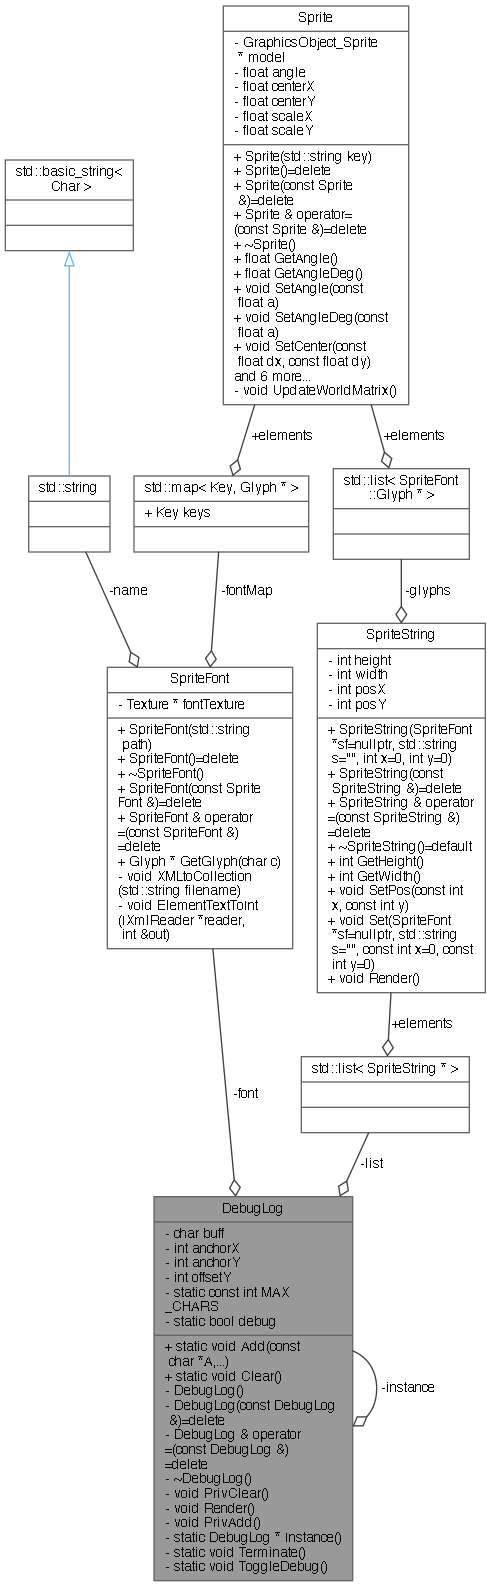 Sprite
- GraphicsObject_Sprite
* model
- float angle
- float centerX
- float centerY
- float scaleX
- float scaleY
+ Sprite(std::string key)
+ Sprite()=delete
+ Sprite(const Sprite
&)=delete
+ Sprite & operator=
(const Sprite &)=delete
+ ~Sprite()
+ float GetAngle()
+ float GetAngleDeg()
+ void SetAngle(const
float a)
+ void SetAngleDeg(const
float a)
+ void SetCenter(const
float dx, const float dy)
and 6 more...
- void UpdateWorldMatrix()
std::basic_string<
Char >
+elements
+elements
std::string
std::map< Key, Glyph * >
+ Key keys
std::list< SpriteFont
::Glyph * >
-name
-fontMap
-glyphs
SpriteFont
- Texture * fontTexture
+ SpriteFont(std::string
path)
+ SpriteFont()=delete
+ ~SpriteFont()
+ SpriteFont(const Sprite
Font &)=delete
+ SpriteFont & operator
=(const SpriteFont &)
=delete
+ Glyph * GetGlyph(char c)
- void XMLtoCollection
(std::string filename)
- void ElementTextToInt
(IXmlReader *reader,
int &out)
SpriteString
- int height
- int width
- int posX
- int posY
+ SpriteString(SpriteFont
*sf=nullptr, std::string
s="", int x=0, int y=0)
+ SpriteString(const
SpriteString &)=delete
+ SpriteString & operator
=(const SpriteString &)
=delete
+ ~SpriteString()=default
+ int GetHeight()
+ int GetWidth()
+ void SetPos(const int
x, const int y)
+ void Set(SpriteFont
*sf=nullptr, std::string
s="", const int x=0, const
int y=0)
+ void Render()
+elements
std::list< SpriteString * >
-font
-list
DebugLog
- char buff
- int anchorX
- int anchorY
- int offsetY
- static const int MAX
_CHARS
- static bool debug
+ static void Add(const
char *A,...)
+ static void Clear()
- DebugLog()
- DebugLog(const DebugLog
&)=delete
- DebugLog & operator
=(const DebugLog &)
=delete
- ~DebugLog()
- void PrivClear()
- void Render()
- void PrivAdd()
- static DebugLog * Instance()
- static void Terminate()
- static void ToggleDebug()
-instance